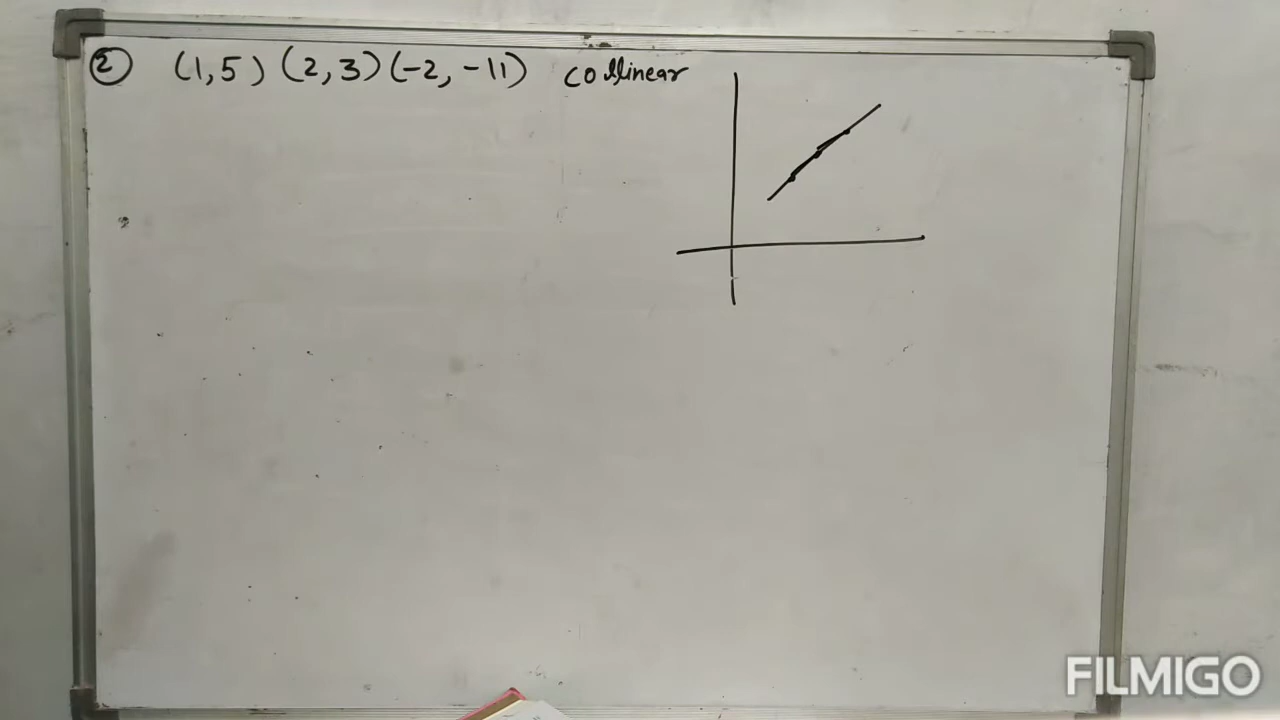 ② (1,5) (2,3) (-2, -11) collinear
FILMIGO